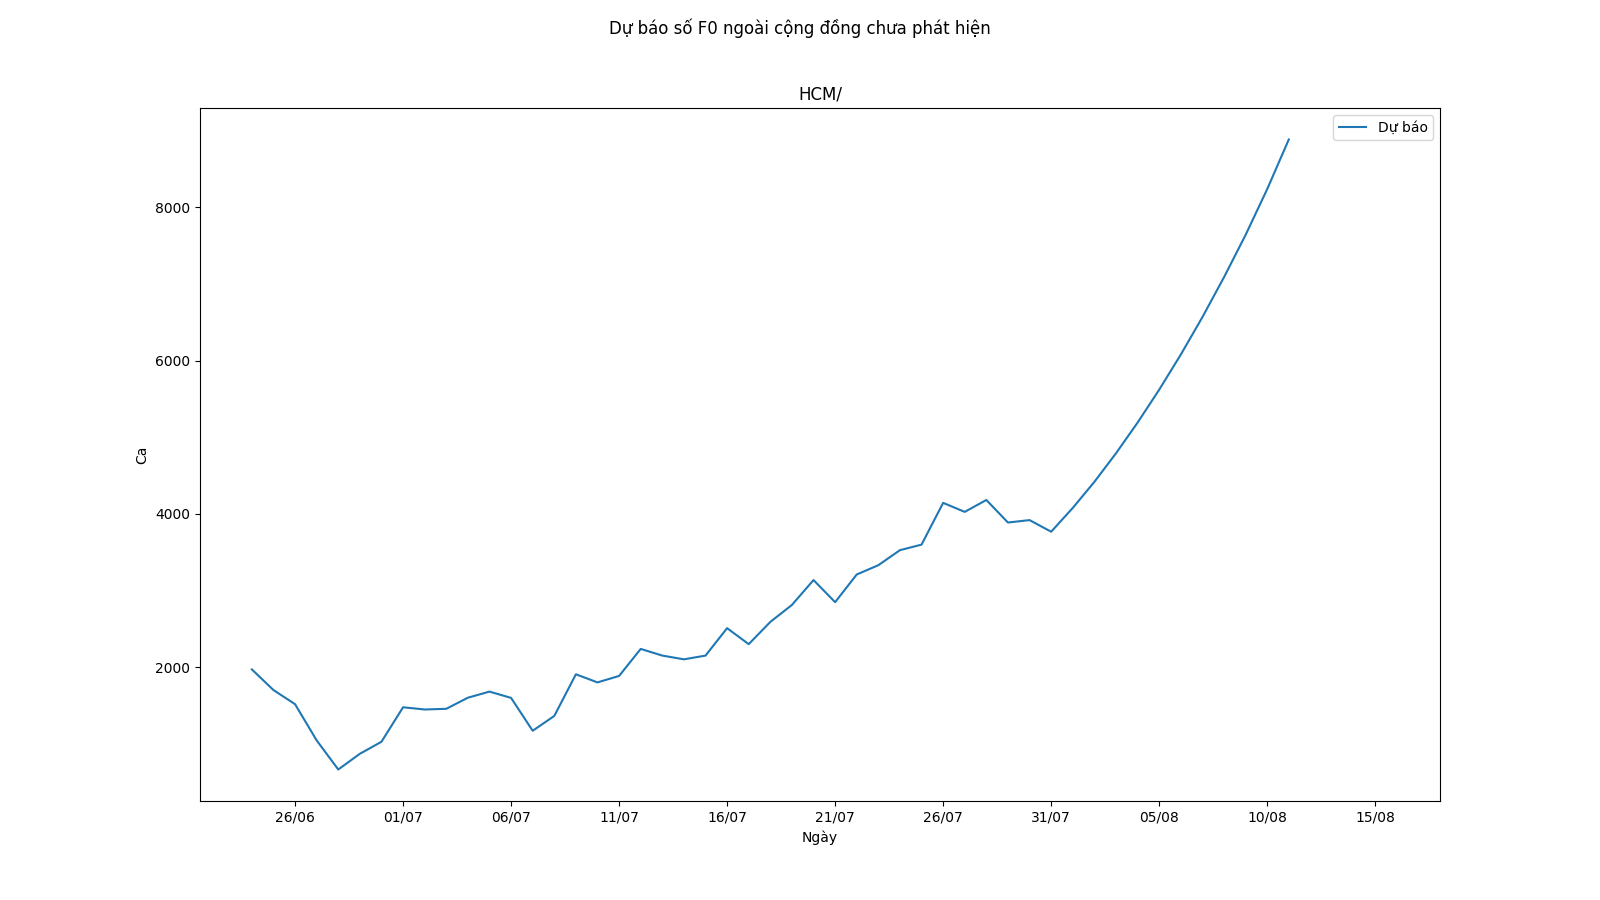 Dự báo số F0 ngoài cộng đồng chưa phát hiện
HCM/
Dự báo
8000
6000
4000
2000
Ca
26/06 01/07 06/07 11/07 16/07 21/07 26/07 31/07 05/08 10/08 15/08
Ngày